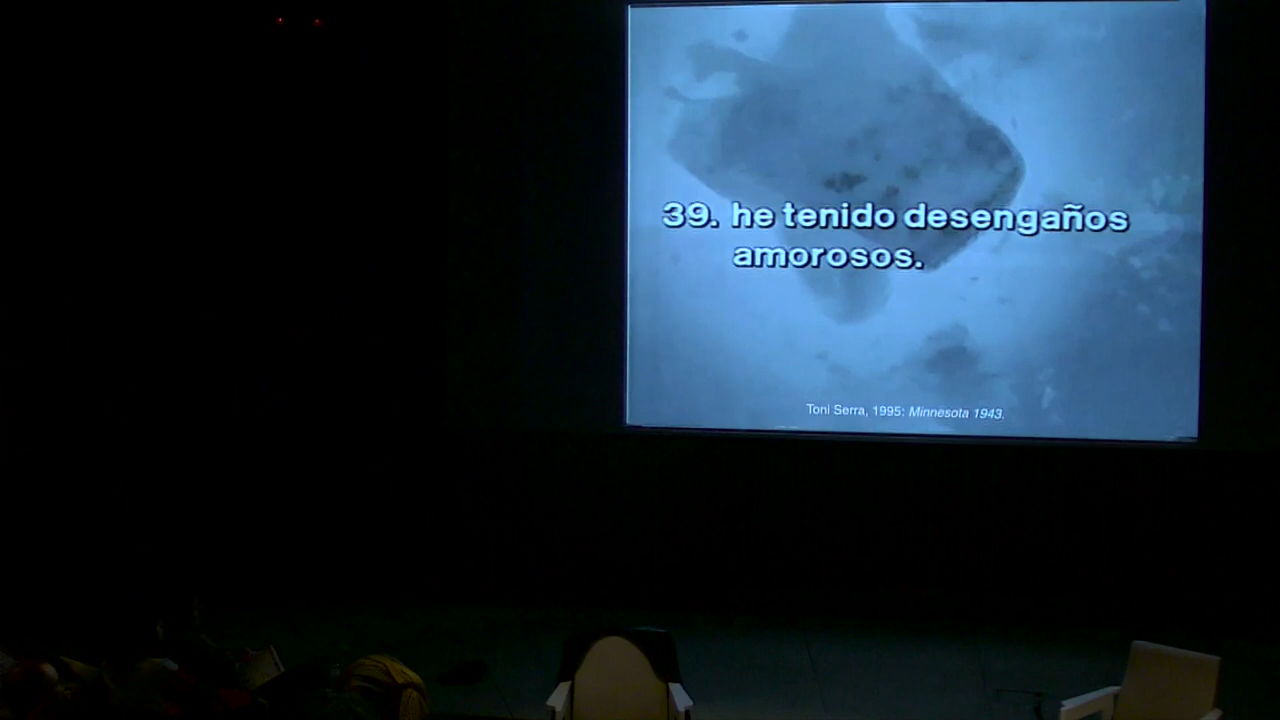 39. he tenido desengaños
amorosos.
Toni Serra, 1995: Minnesota 1943.